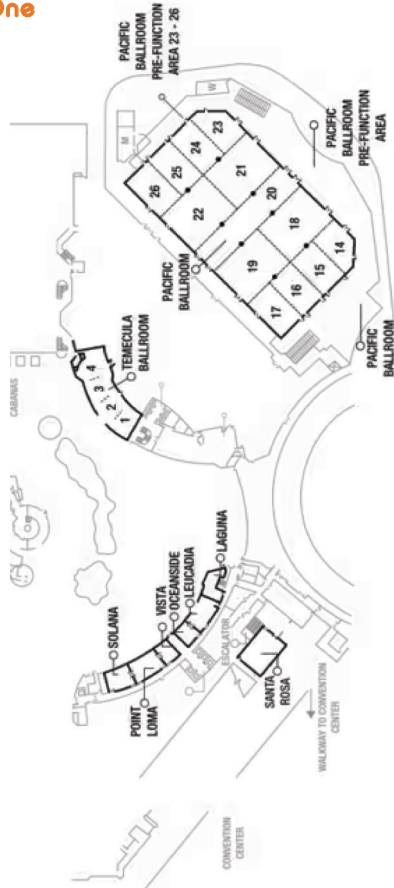 One
PACIFIC
BALLROOM
PRE-FUNCTION
AREA 23 - 26
W
M
26
25
24
23
22
21
20
19
18
17
16
15
14
PACIFIC
BALLROOM
PRE-FUNCTION
AREA
PACIFIC
BALLROOM
PACIFIC
BALLROOM
CABANAS
TEMECULA
BALLROOM
1
2
3
4
SOLANA
POINT
LOMA
VISTA
OCEANSIDE
LEUCADIA
LAGUNA
ESCALATOR
SANTA
ROSA
WALKWAY TO CONVENTION
CENTER
CONVENTION
CENTER